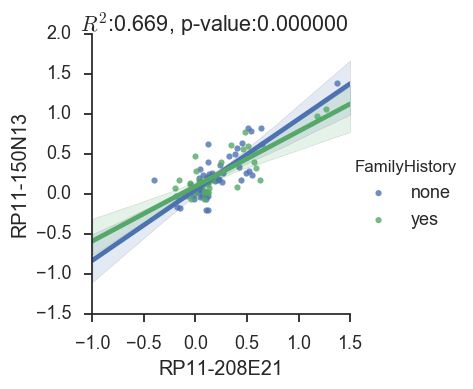 R²:0.669, p-value:0.000000
2.0
1.5
1.0
0.5
0.0
−0.5
−1.0
−1.5
RP11-150N13
−1.0 −0.5 0.0 0.5 1.0 1.5
RP11-208E21
FamilyHistory
none
yes